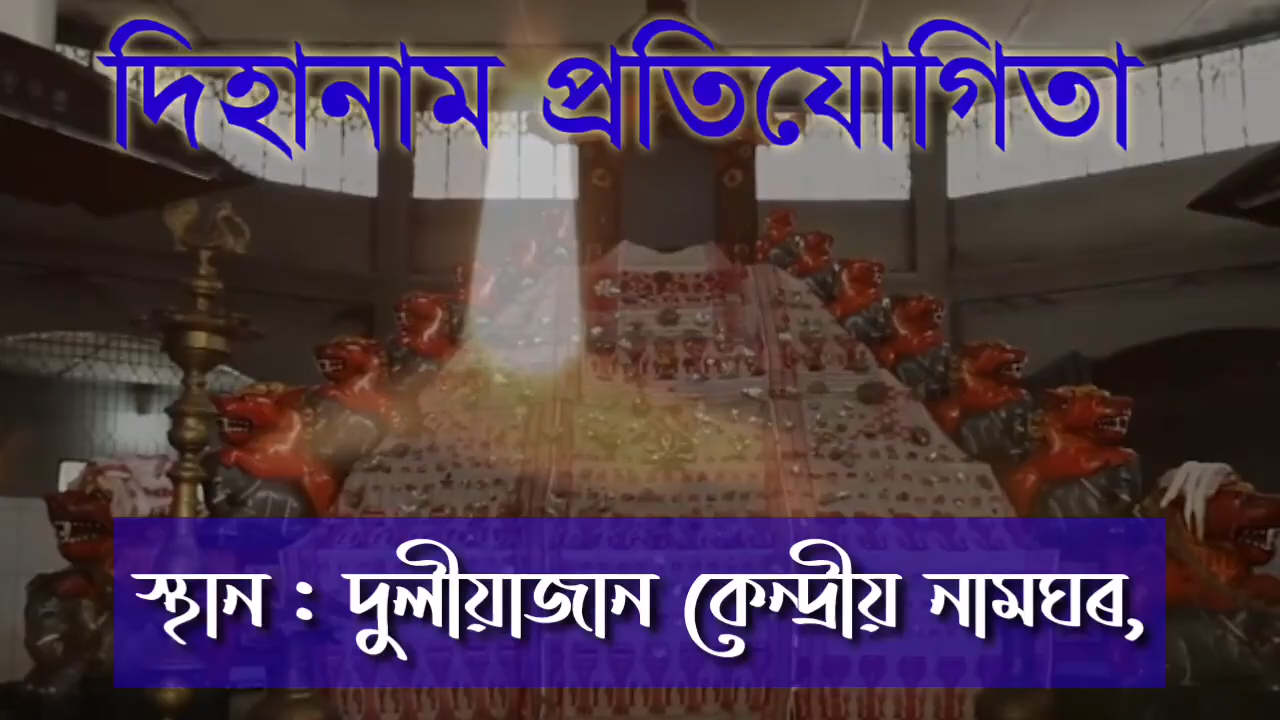 দিহানাম প্ৰতিযোগিতা
স্থান : দুলীয়াজান কেন্দ্ৰীয় নামঘৰ,